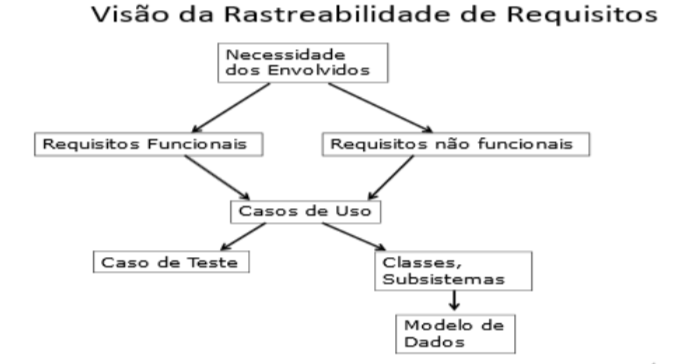 Visão da Rastreabilidade de Requisitos
Necessidade
dos Envolvidos
Requisitos Funcionais
Requisitos não funcionais
Casos de Uso
Caso de Teste
Classes,
Subsistemas
Modelo de
Dados